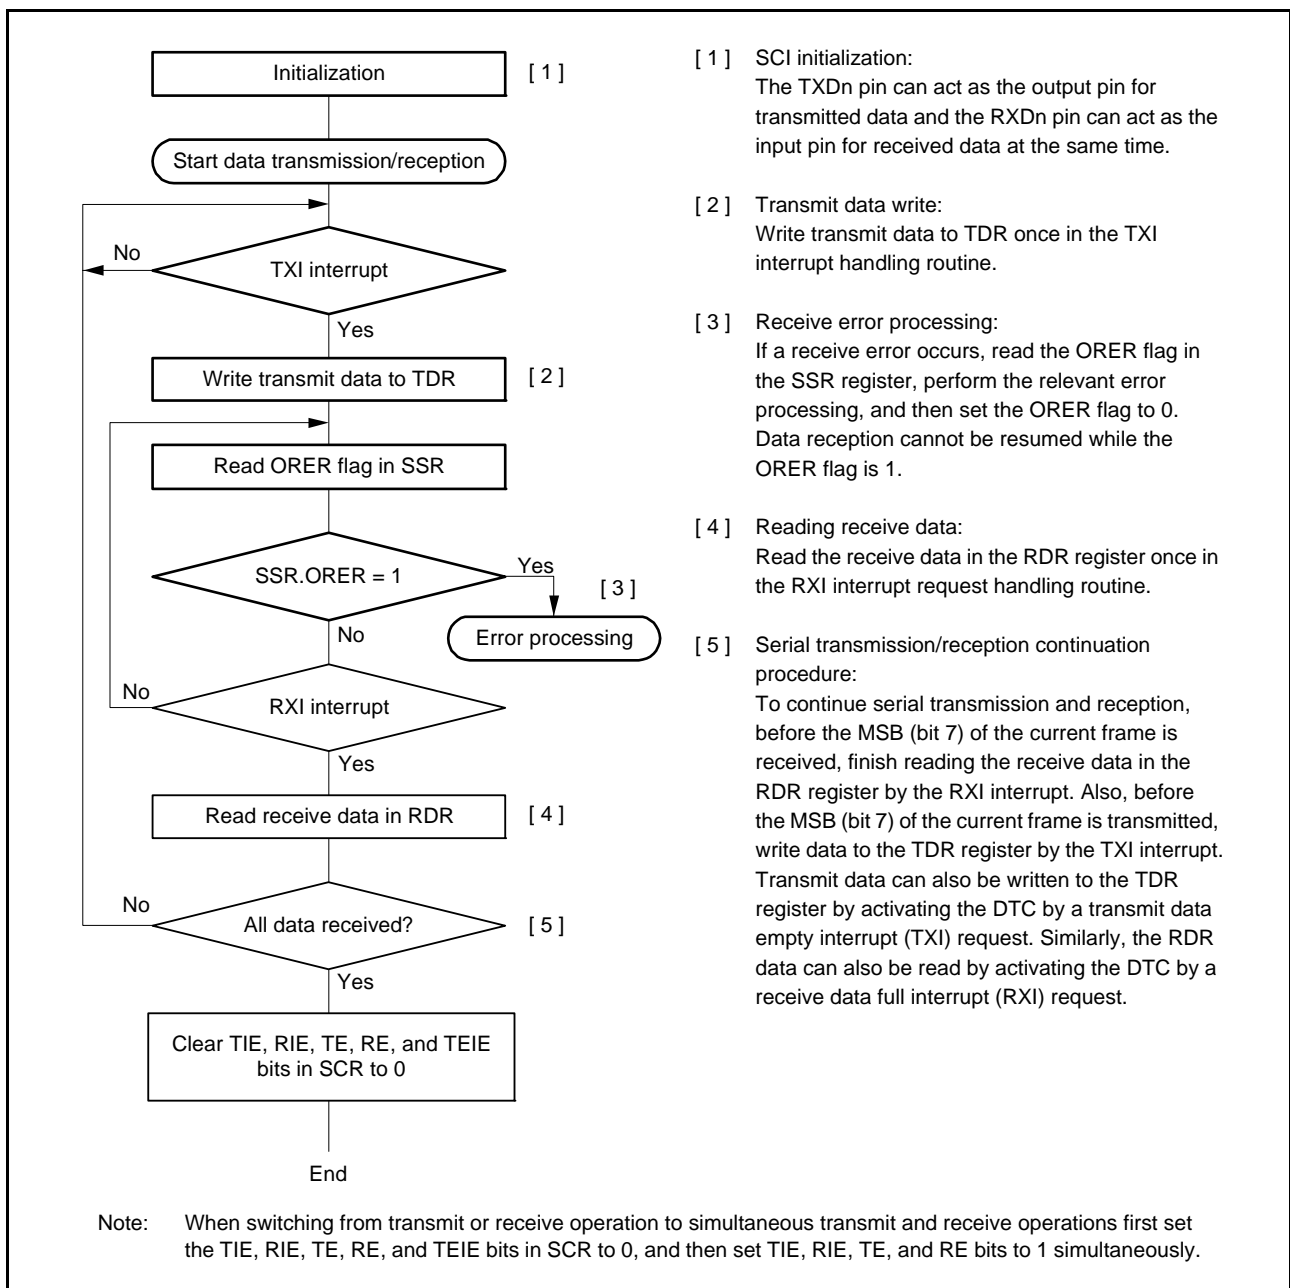 Initialization
[ 1 ]
Start data transmission/reception
No
TXI interrupt
Yes
Write transmit data to TDR
[ 2 ]
Read ORER flag in SSR
SSR.ORER = 1
Yes
[ 3 ]
No
Error processing
No
RXI interrupt
Yes
Read receive data in RDR
[ 4 ]
No
All data received?
[ 5 ]
Yes
Clear TIE, RIE, TE, RE, and TEIE
bits in SCR to 0
End
[ 1 ] SCI initialization:
The TXDn pin can act as the output pin for
transmitted data and the RXDn pin can act as the
input pin for received data at the same time.
[ 2 ] Transmit data write:
Write transmit data to TDR once in the TXI
interrupt handling routine.
[ 3 ] Receive error processing:
If a receive error occurs, read the ORER flag in
the SSR register, perform the relevant error
processing, and then set the ORER flag to 0.
Data reception cannot be resumed while the
ORER flag is 1.
[ 4 ] Reading receive data:
Read the receive data in the RDR register once in
the RXI interrupt request handling routine.
[ 5 ] Serial transmission/reception continuation
procedure:
To continue serial transmission and reception,
before the MSB (bit 7) of the current frame is
received, finish reading the receive data in the
RDR register by the RXI interrupt. Also, before
the MSB (bit 7) of the current frame is transmitted,
write data to the TDR register by the TXI interrupt.
Transmit data can also be written to the TDR
register by activating the DTC by a transmit data
empty interrupt (TXI) request. Similarly, the RDR
data can also be read by activating the DTC by a
receive data full interrupt (RXI) request.
Note: When switching from transmit or receive operation to simultaneous transmit and receive operations first set
the TIE, RIE, TE, RE, and TEIE bits in SCR to 0, and then set TIE, RIE, TE, and RE bits to 1 simultaneously.